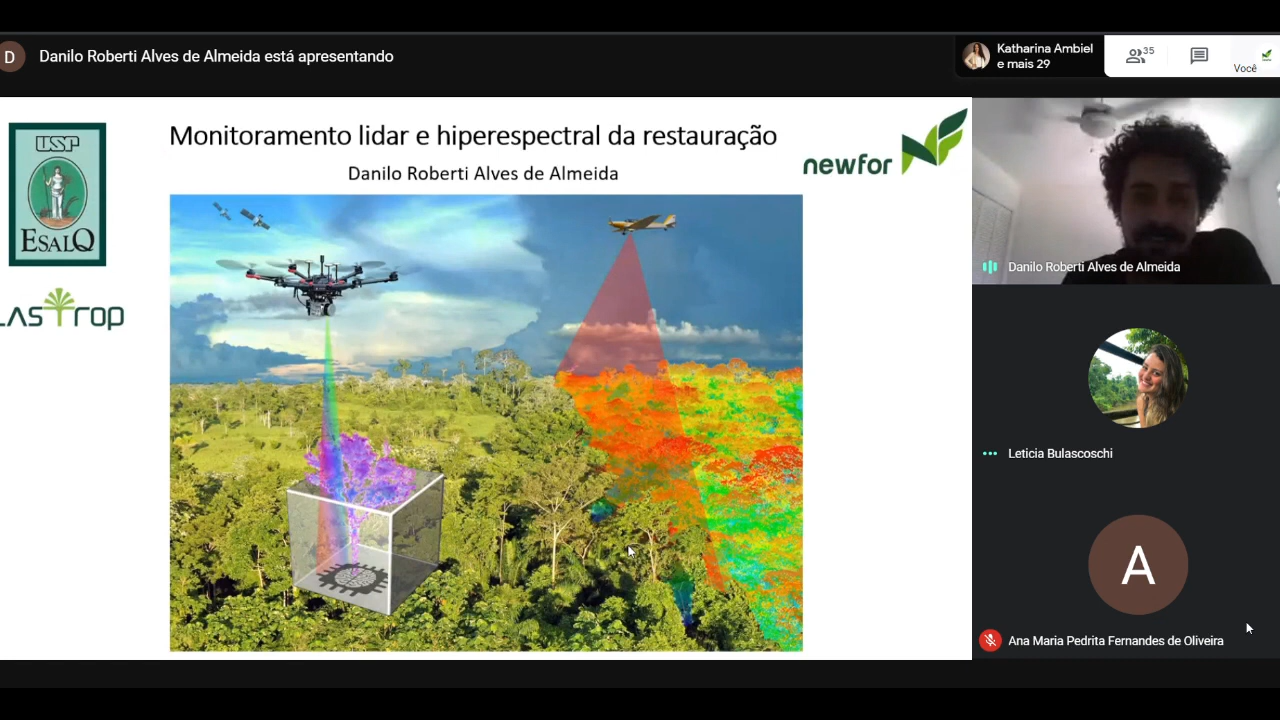 D
Danilo Roberti Alves de Almeida está apresentando
Katharina Ambiel
e mais 29
35
Você
USP
ESALQ
LASTROP
Monitoramento lidar e hiperespectral da restauração
Danilo Roberti Alves de Almeida
newfor
Danilo Roberti Alves de Almeida
Leticia Bulascoschi
A
Ana Maria Pedrita Fernandes de Oliveira